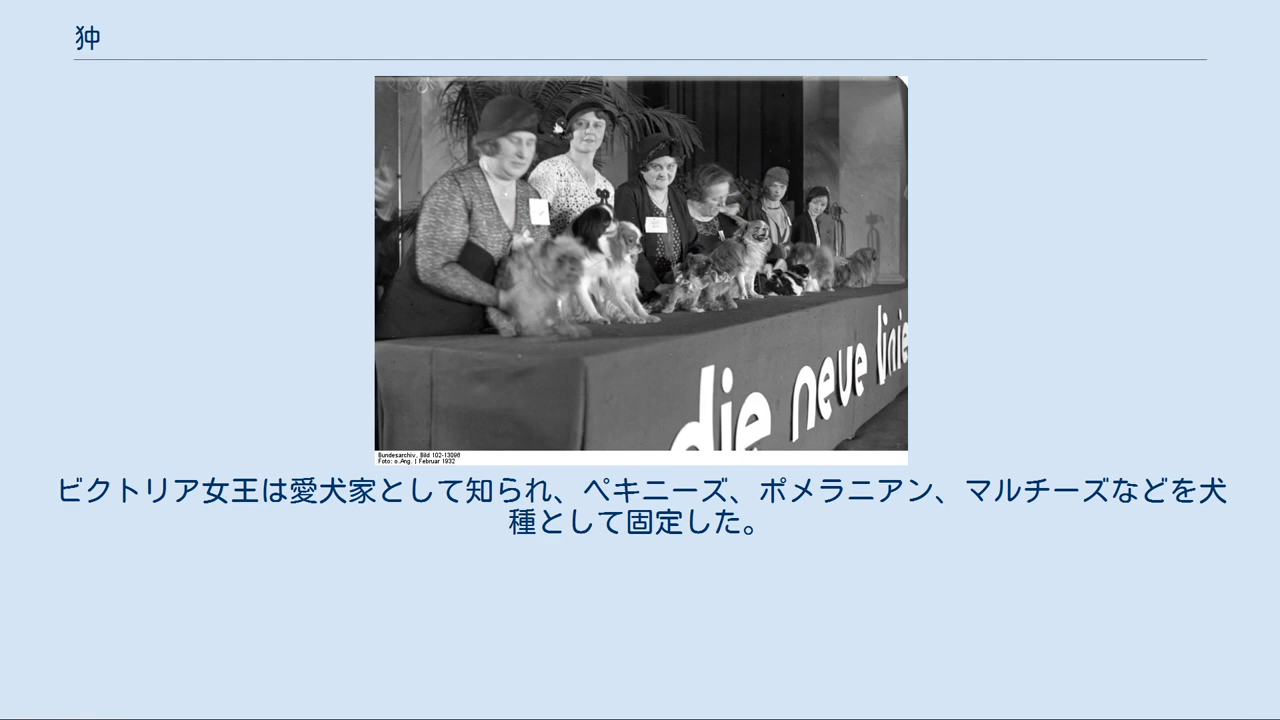 狆
ビクトリア女王は愛犬家として知られ、ペキニーズ、ポメラニアン、マルチーズなどを犬
種として固定した。
die neue linie
Bundesarchiv, Bild 102-13096
Foto: o.Ang. | Februar 1932